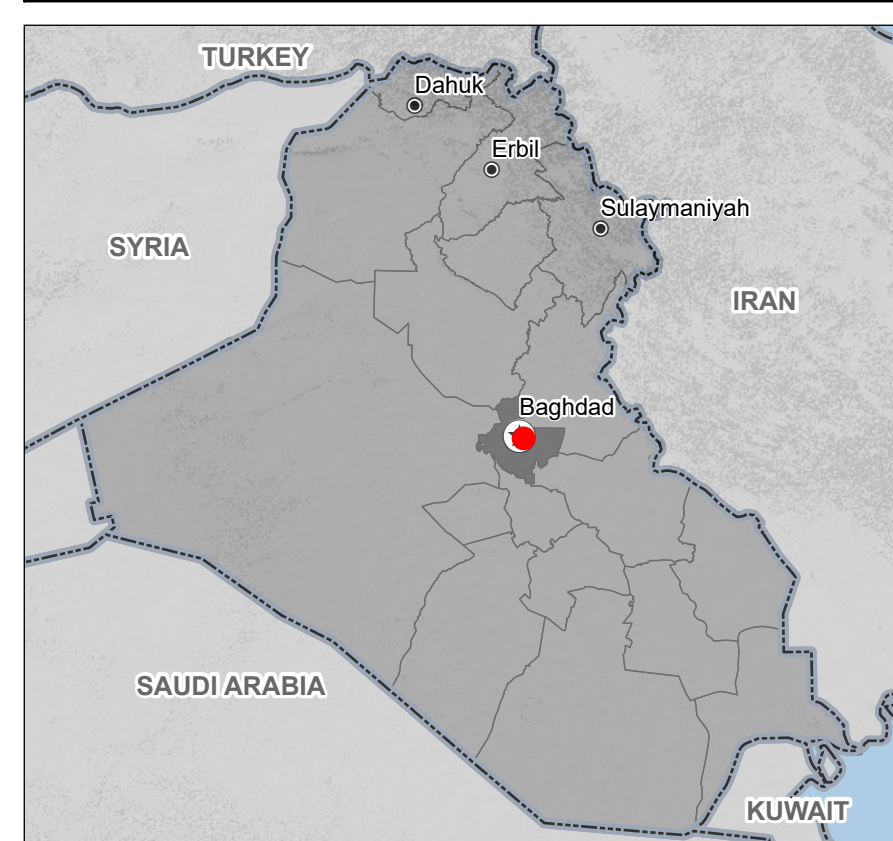 TURKEY
Dahuk
Erbil
Sulaymaniyah
SYRIA
IRAN
Baghdad
SAUDI ARABIA
KUWAIT